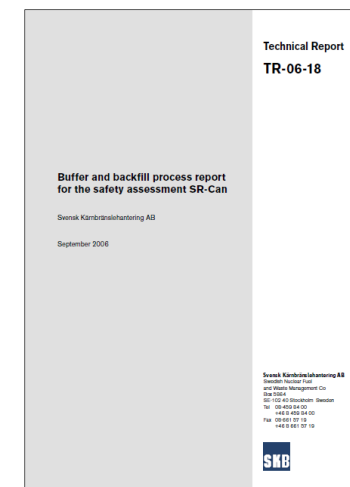 Technical Report
TR-06-18
Buffer and backfill process report
for the safety assessment SR-Can
Svensk Kärnbränslehantering AB
September 2006
Svensk Kärnbränslehantering AB
Swedish Nuclear Fuel
and Waste Management Co
Box 5864
SE-102 40 Stockholm Sweden
Tel 08-459 84 00
+46 8 459 84 00
Fax 08-661 57 19
+46 8 661 57 19
SKB